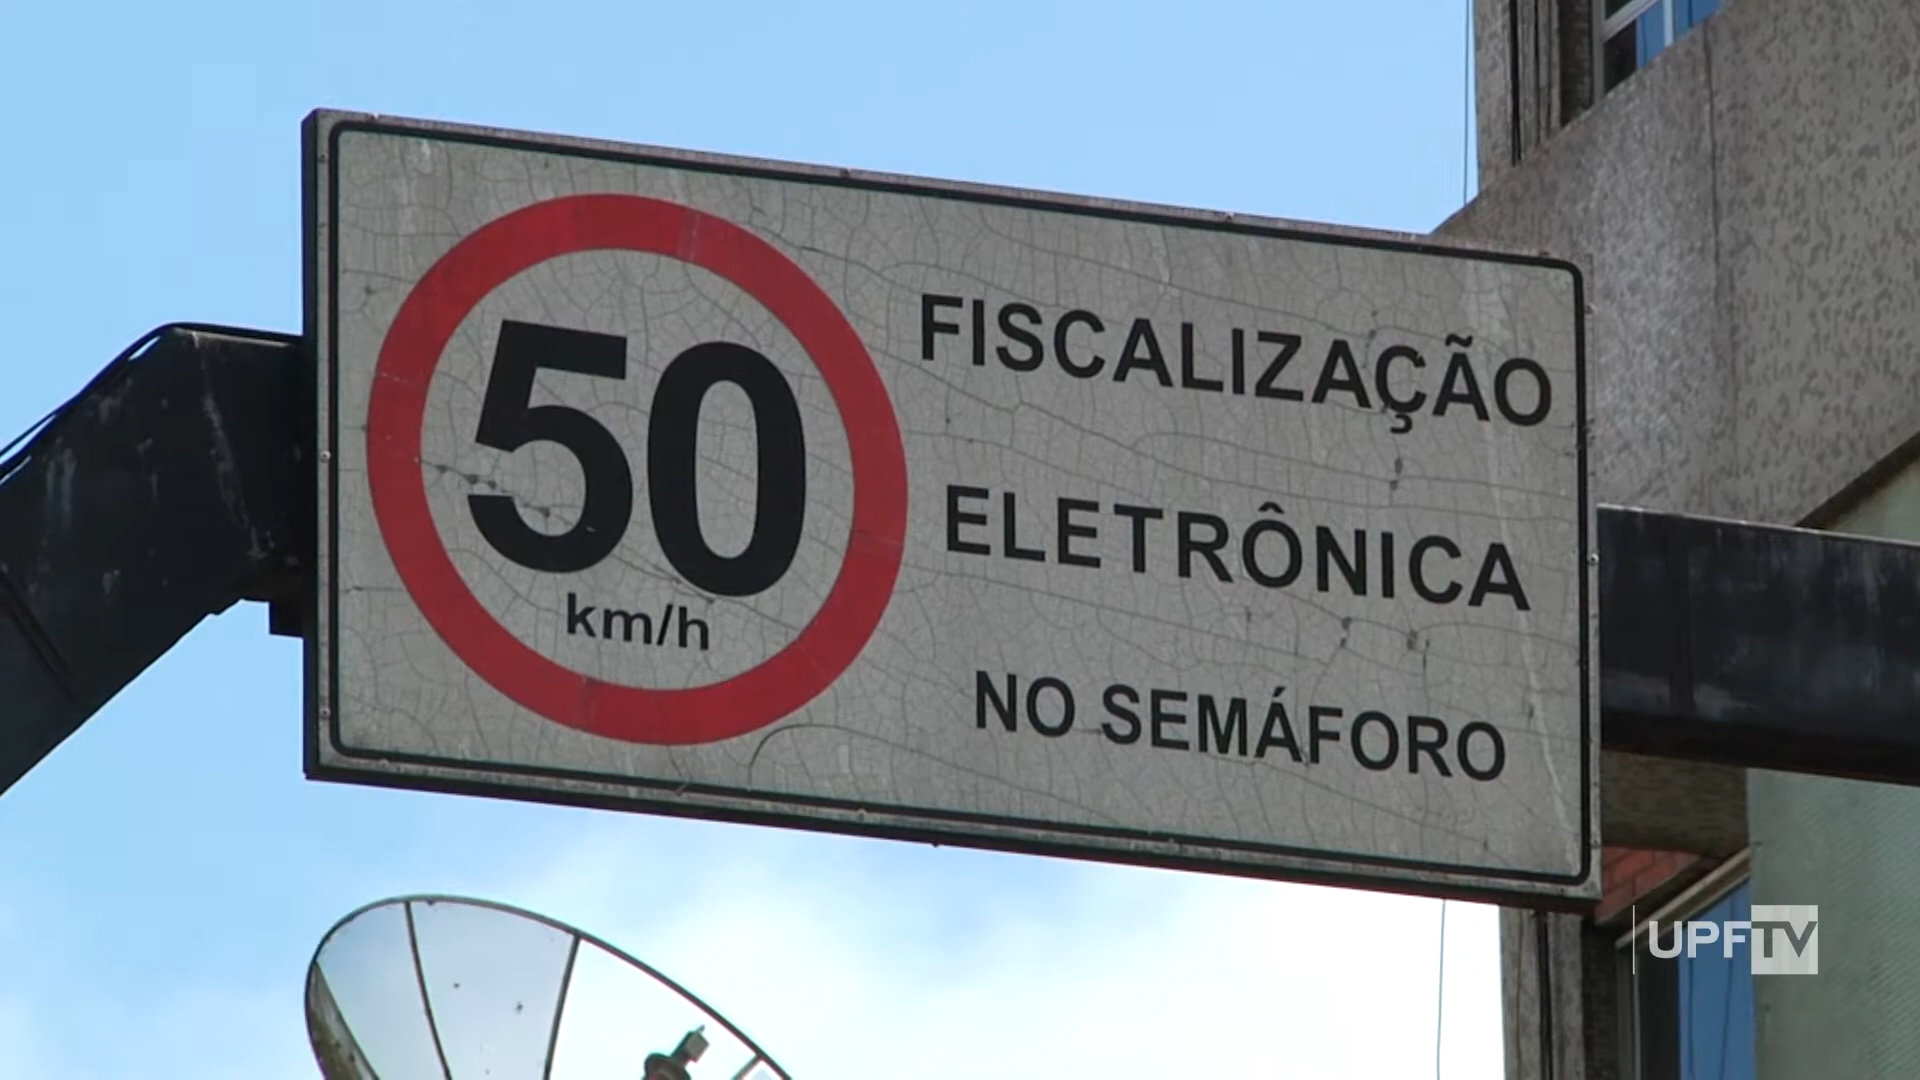 50
km/h
FISCALIZAÇÃO
ELETRÔNICA
NO SEMÁFORO
UPFTV